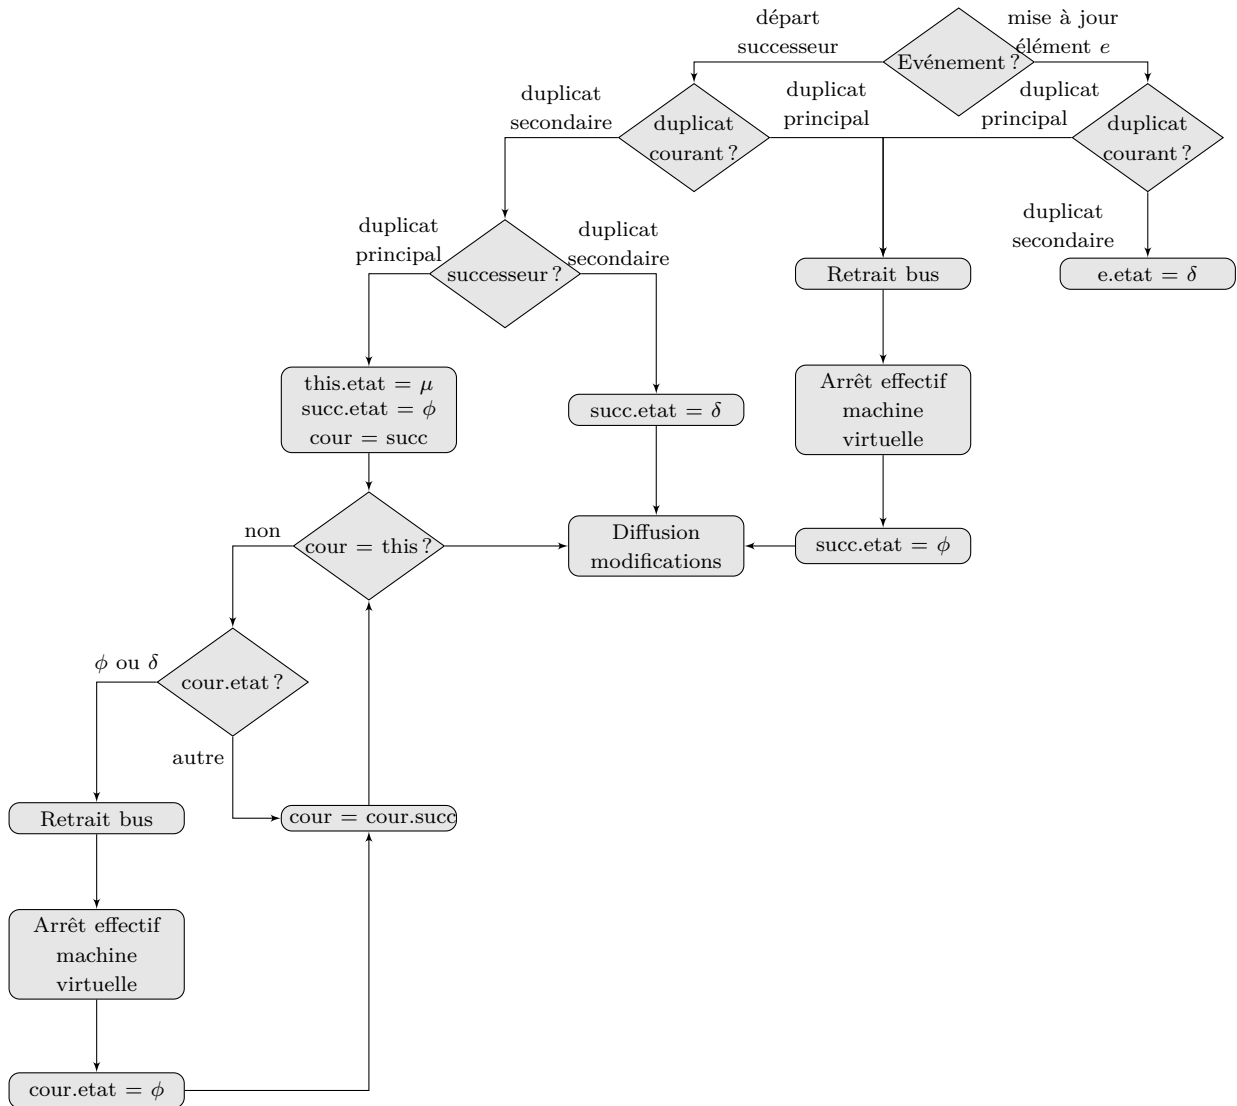 départ
successeur
mise à jour
élément e
Evénement ?
duplicat
secondaire
duplicat
courant ?
duplicat
principal
duplicat
principal
duplicat
courant ?
duplicat
principal
successeur ?
duplicat
secondaire
duplicat
secondaire
Retrait bus
e.etat = δ
this.etat = μ
succ.etat = ϕ
cour = succ
succ.etat = δ
Arrêt effectif
machine
virtuelle
non
cour = this ?
Diffusion
modifications
succ.etat = ϕ
ϕ ou δ
cour.etat ?
autre
Retrait bus
cour = cour.succ
Arrêt effectif
machine
virtuelle
cour.etat = ϕ